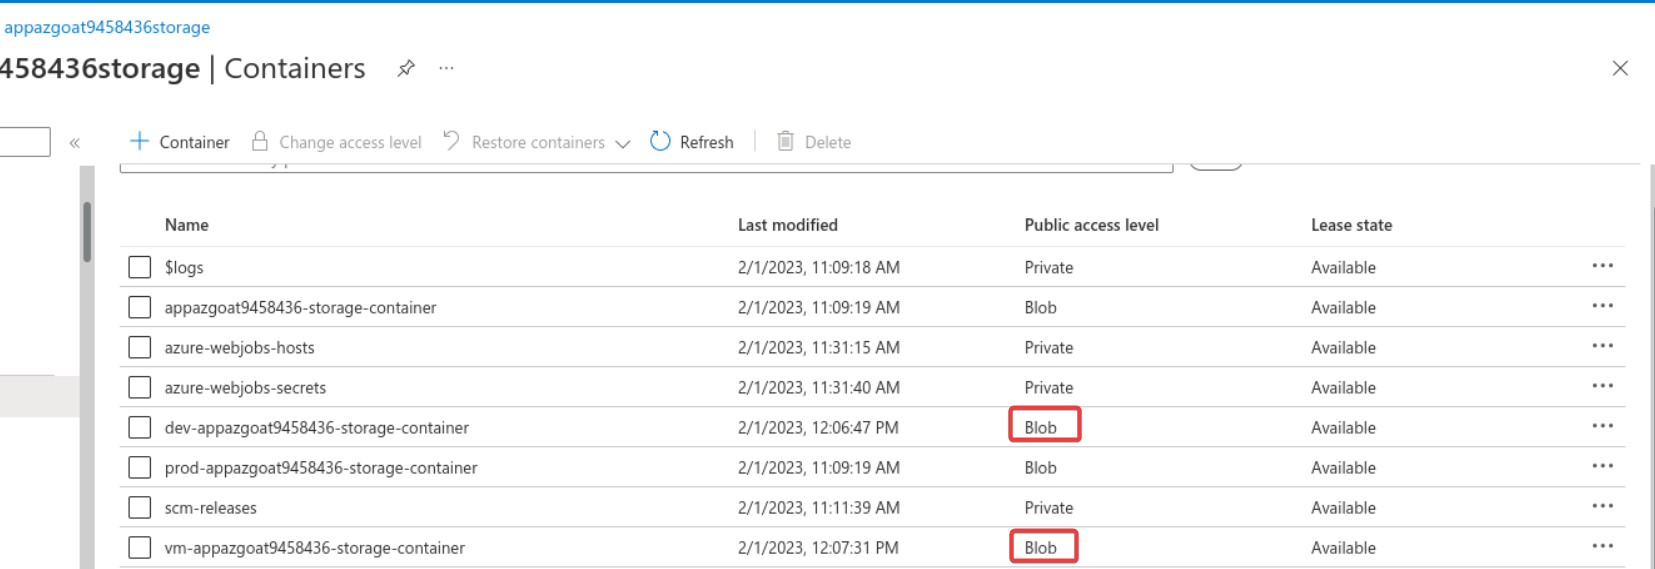 appazgoat9458436storage
458436storage | Containers ···
« + Container Change access level Restore containers Refresh Delete
Name Last modified Public access level Lease state
$logs 2/1/2023, 11:09:18 AM Private Available ···
appazgoat9458436-storage-container 2/1/2023, 11:09:19 AM Blob Available ···
azure-webjobs-hosts 2/1/2023, 11:31:15 AM Private Available ···
azure-webjobs-secrets 2/1/2023, 11:31:40 AM Private Available ···
dev-appazgoat9458436-storage-container 2/1/2023, 12:06:47 PM Blob Available ···
prod-appazgoat9458436-storage-container 2/1/2023, 11:09:19 AM Blob Available ···
scm-releases 2/1/2023, 11:11:39 AM Private Available ···
vm-appazgoat9458436-storage-container 2/1/2023, 12:07:31 PM Blob Available ···